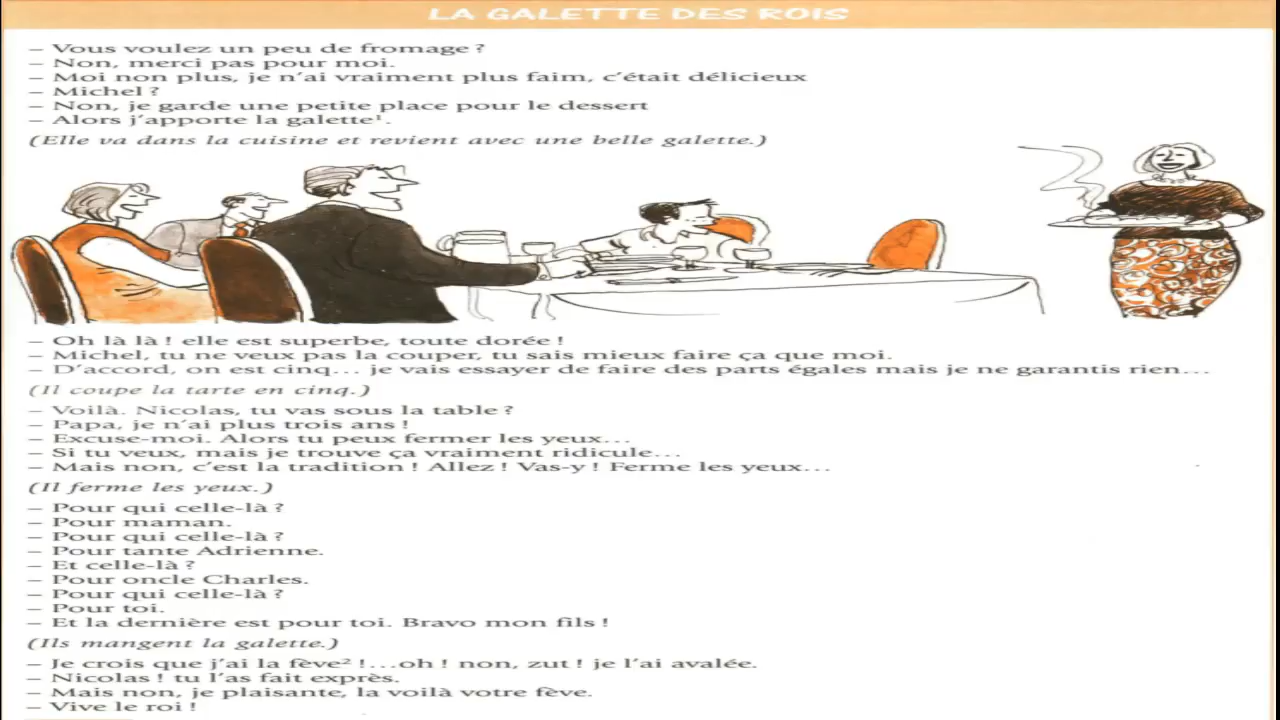 LA GALETTE DES ROIS
– Vous voulez un peu de fromage ?
– Non, merci pas pour moi.
– Moi non plus, je n'ai vraiment plus faim, c'était délicieux
– Michel ?
– Non, je garde une petite place pour le dessert
– Alors j'apporte la galette¹.
(Elle va dans la cuisine et revient avec une belle galette.)
– Oh là là ! elle est superbe, toute dorée !
– Michel, tu ne veux pas la couper, tu sais mieux faire ça que moi.
– D'accord, on est cinq... je vais essayer de faire des parts égales mais je ne garantis rien...
(Il coupe la tarte en cinq.)
– Voilà. Nicolas, tu vas sous la table ?
– Papa, je n'ai plus trois ans !
– Excuse-moi. Alors tu peux fermer les yeux...
– Si tu veux, mais je trouve ça vraiment ridicule...
– Mais non, c'est la tradition ! Allez ! Vas-y ! Ferme les yeux...
(Il ferme les yeux.)
– Pour qui celle-là ?
– Pour maman.
– Pour qui celle-là ?
– Pour tante Adrienne.
– Et celle-là ?
– Pour oncle Charles.
– Pour qui celle-là ?
– Pour toi.
– Et la dernière est pour toi. Bravo mon fils !
(Ils mangent la galette.)
– Je crois que j'ai la fève² !...oh ! non, zut ! je l'ai avalée.
– Nicolas ! tu l'as fait exprès.
– Mais non, je plaisante, la voilà votre fève.
– Vive le roi !